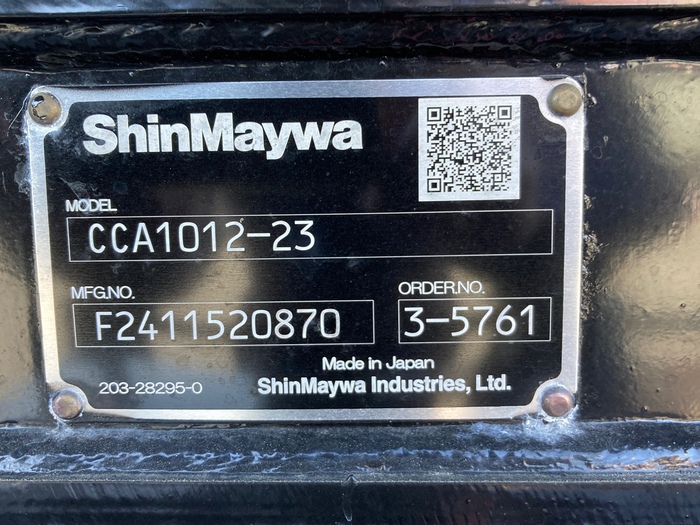 ShinMaywa
MODEL
CCA1012-23
MFG.NO. ORDER.NO.
F2411520870 3-5761
Made in Japan
203-28295-0 ShinMaywa Industries, Ltd.